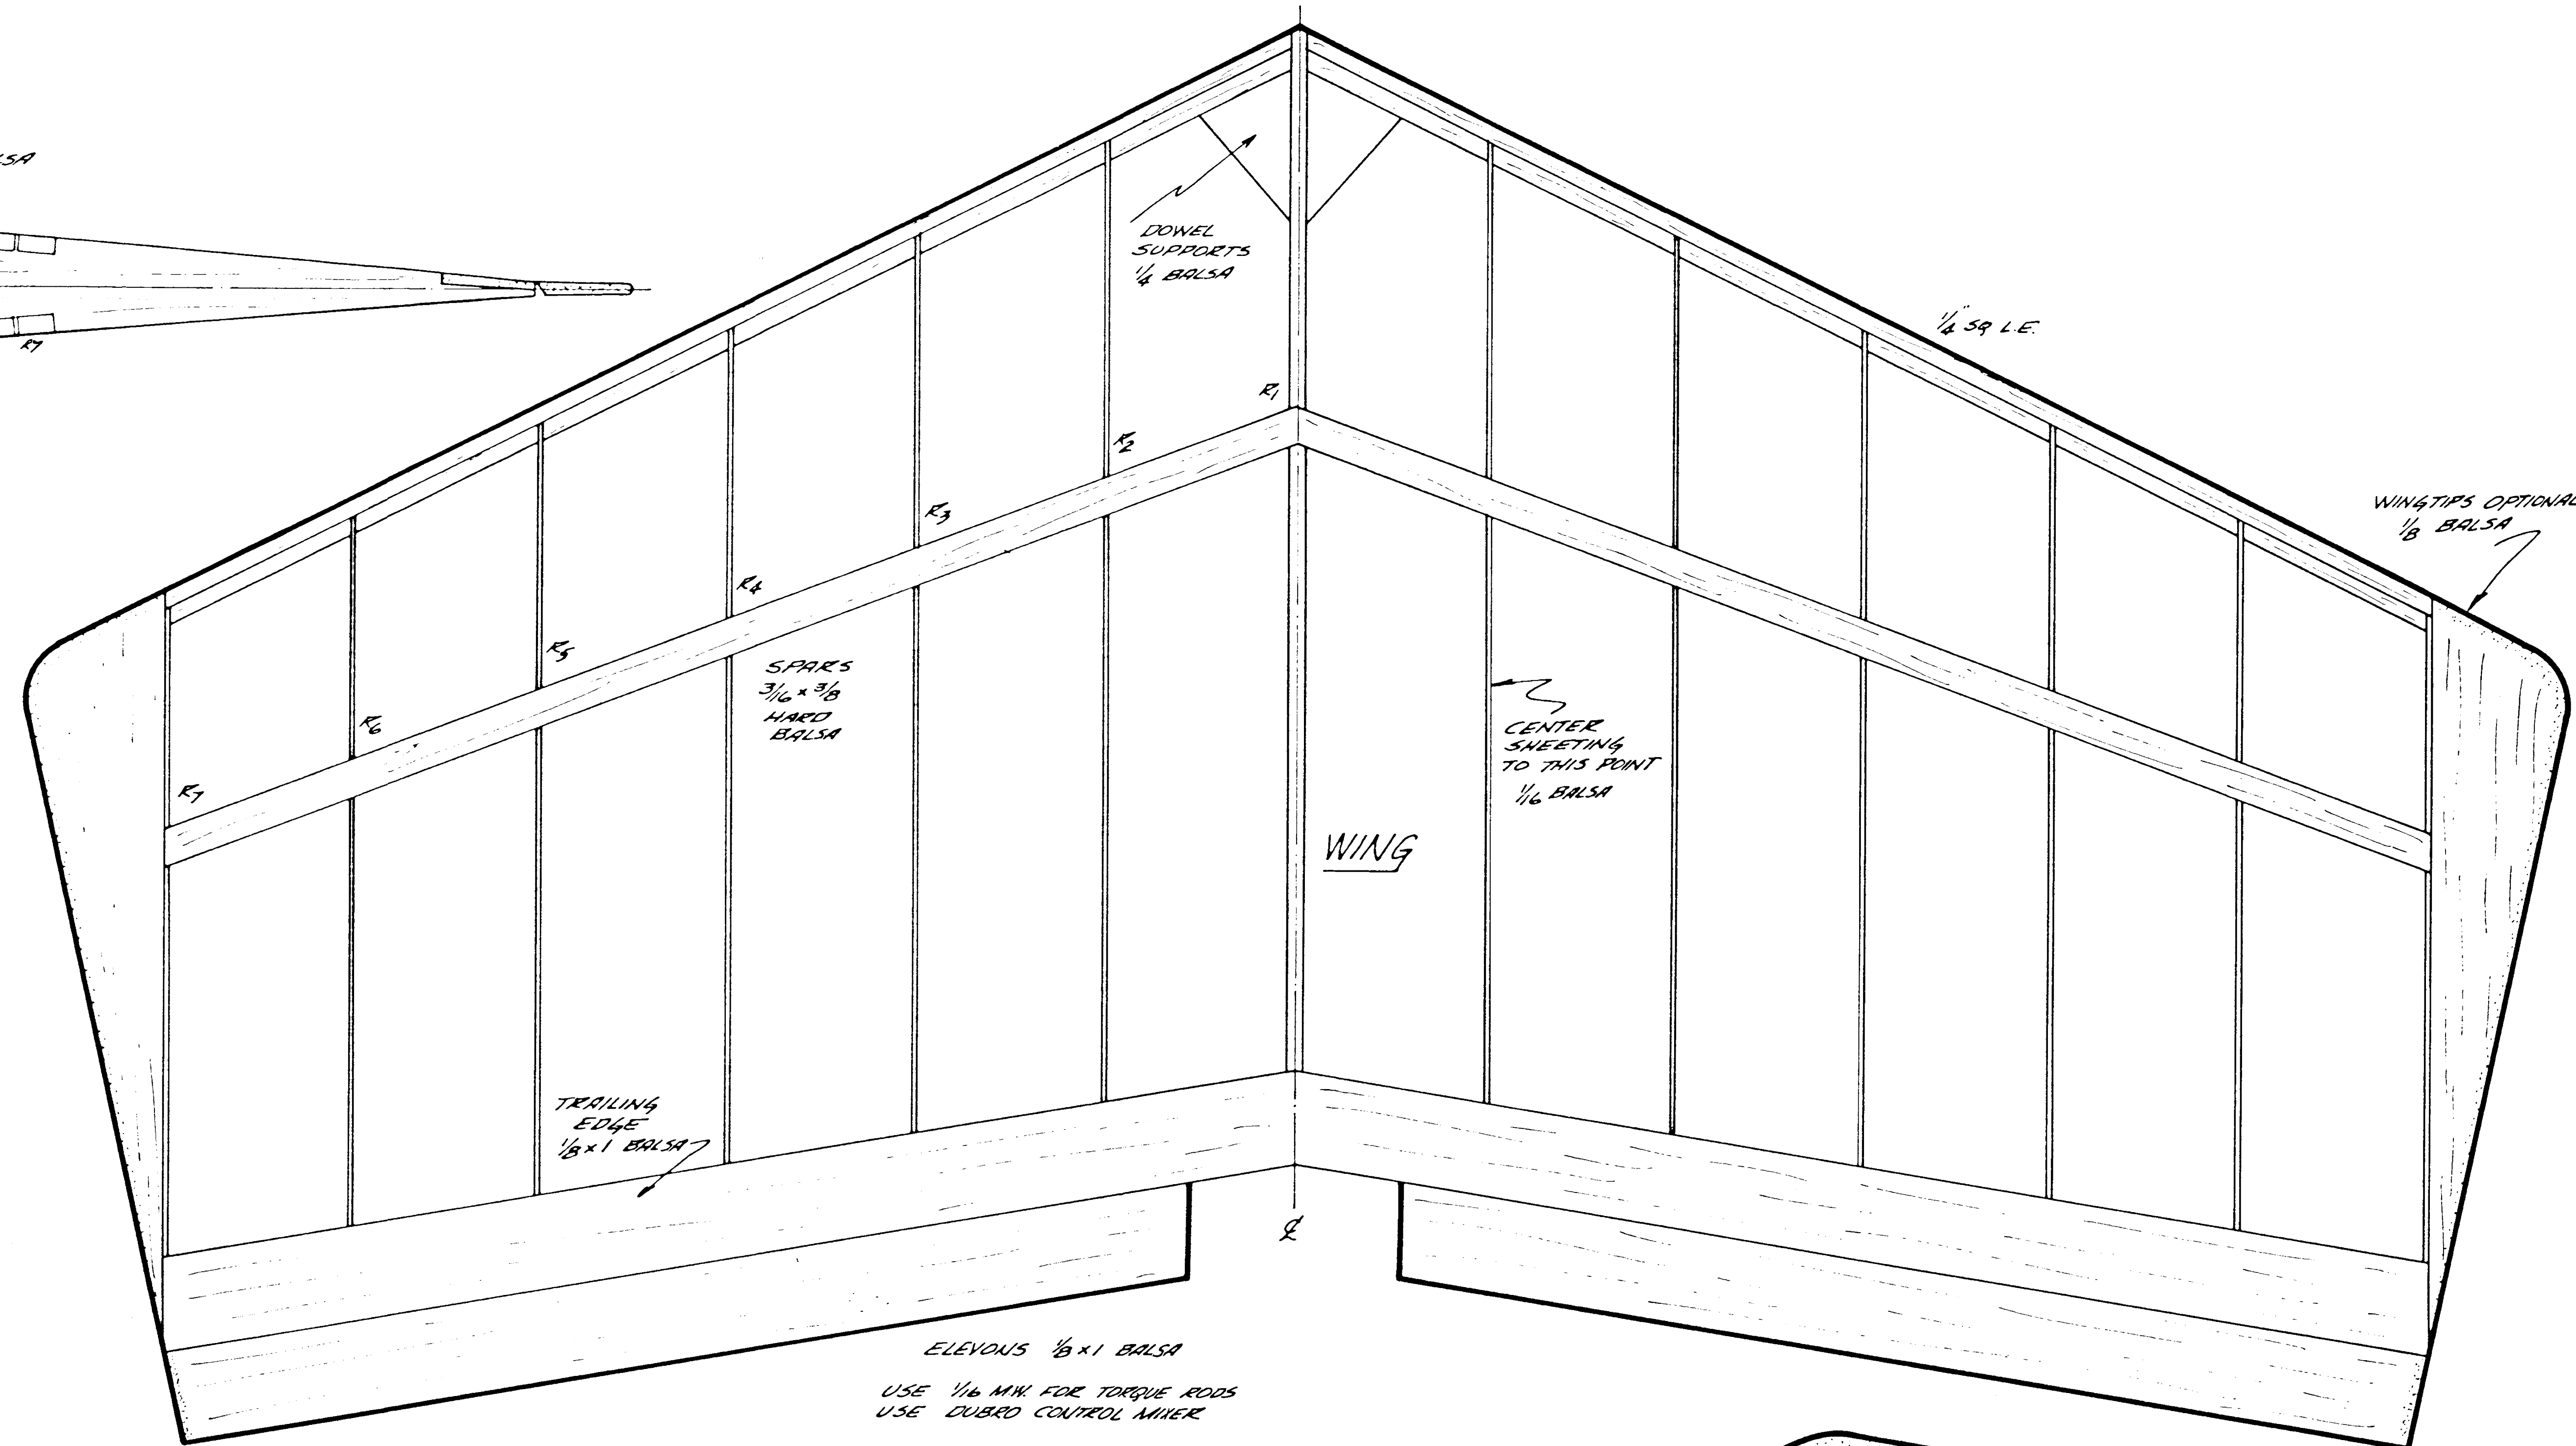 R7
DOWEL
SUPPORTS
1/4 BALSA
1/4" SQ L.E.
R1
R2
R3
R4
R5
R6
R7
WINGTIPS OPTIONAL
1/8 BALSA
SPARS
3/16 x 3/8
HARD
BALSA
CENTER
SHEETING
TO THIS POINT
1/16 BALSA
WING
TRAILING
EDGE
1/8 x 1 BALSA
℄
ELEVONS 1/8 x 1 BALSA
USE 1/16 M.W. FOR TORQUE RODS
USE DUBRO CONTROL MIXER